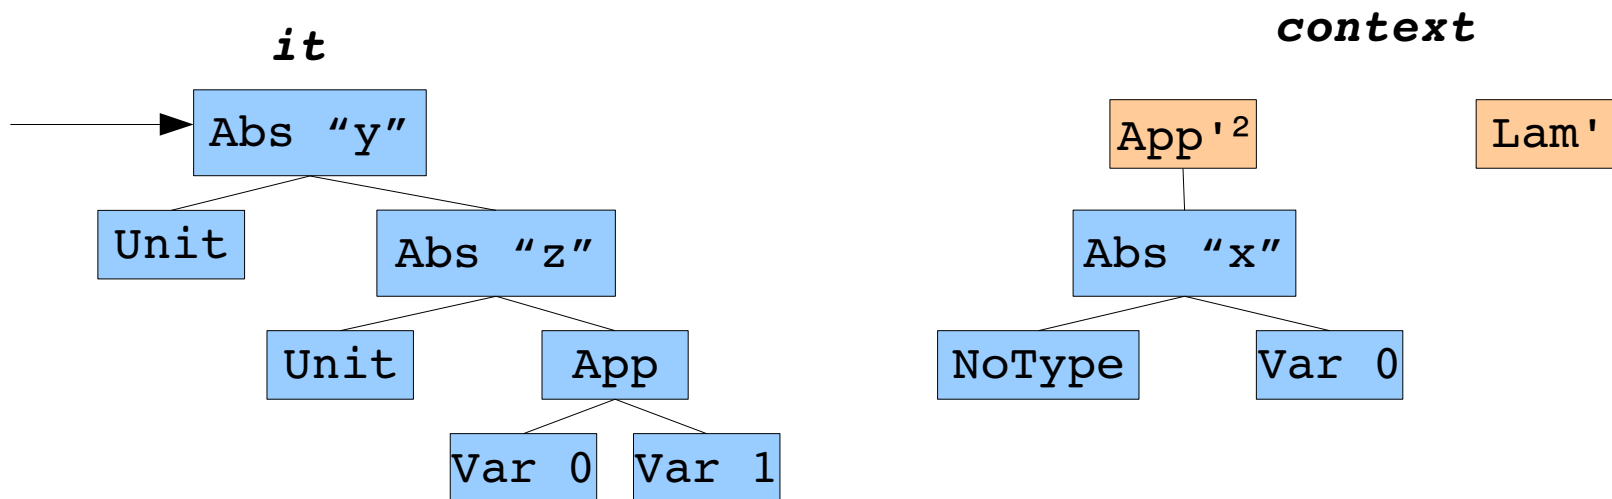 it
context
Abs “y”
App'²
Lam'
Unit
Abs “z”
Abs “x”
Unit
App
NoType
Var 0
Var 0
Var 1